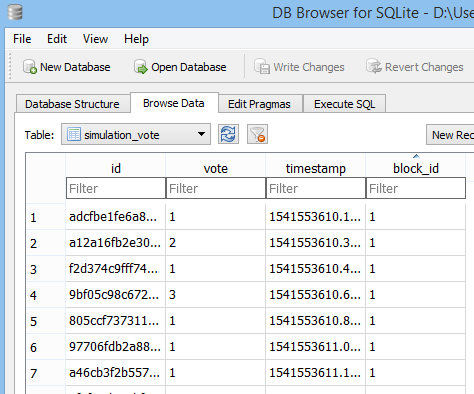 DB Browser for SQLite - D:\Use
File Edit View Help
New Database Open Database Write Changes Revert Changes
Database Structure Browse Data Edit Pragmas Execute SQL
Table: simulation_vote New Rec
id vote timestamp block_id
Filter Filter Filter Filter
1 adcfbe1fe6a8... 1 1541553610.1... 1
2 a12a16fb2e30... 2 1541553610.3... 1
3 f2d374c9fff74... 1 1541553610.4... 1
4 9bf05c98c672... 3 1541553610.6... 1
5 805ccf737311... 1 1541553610.8... 1
6 97706fdb2a88... 1 1541553611.0... 1
7 a46cb3f2b557... 1 1541553611.1... 1